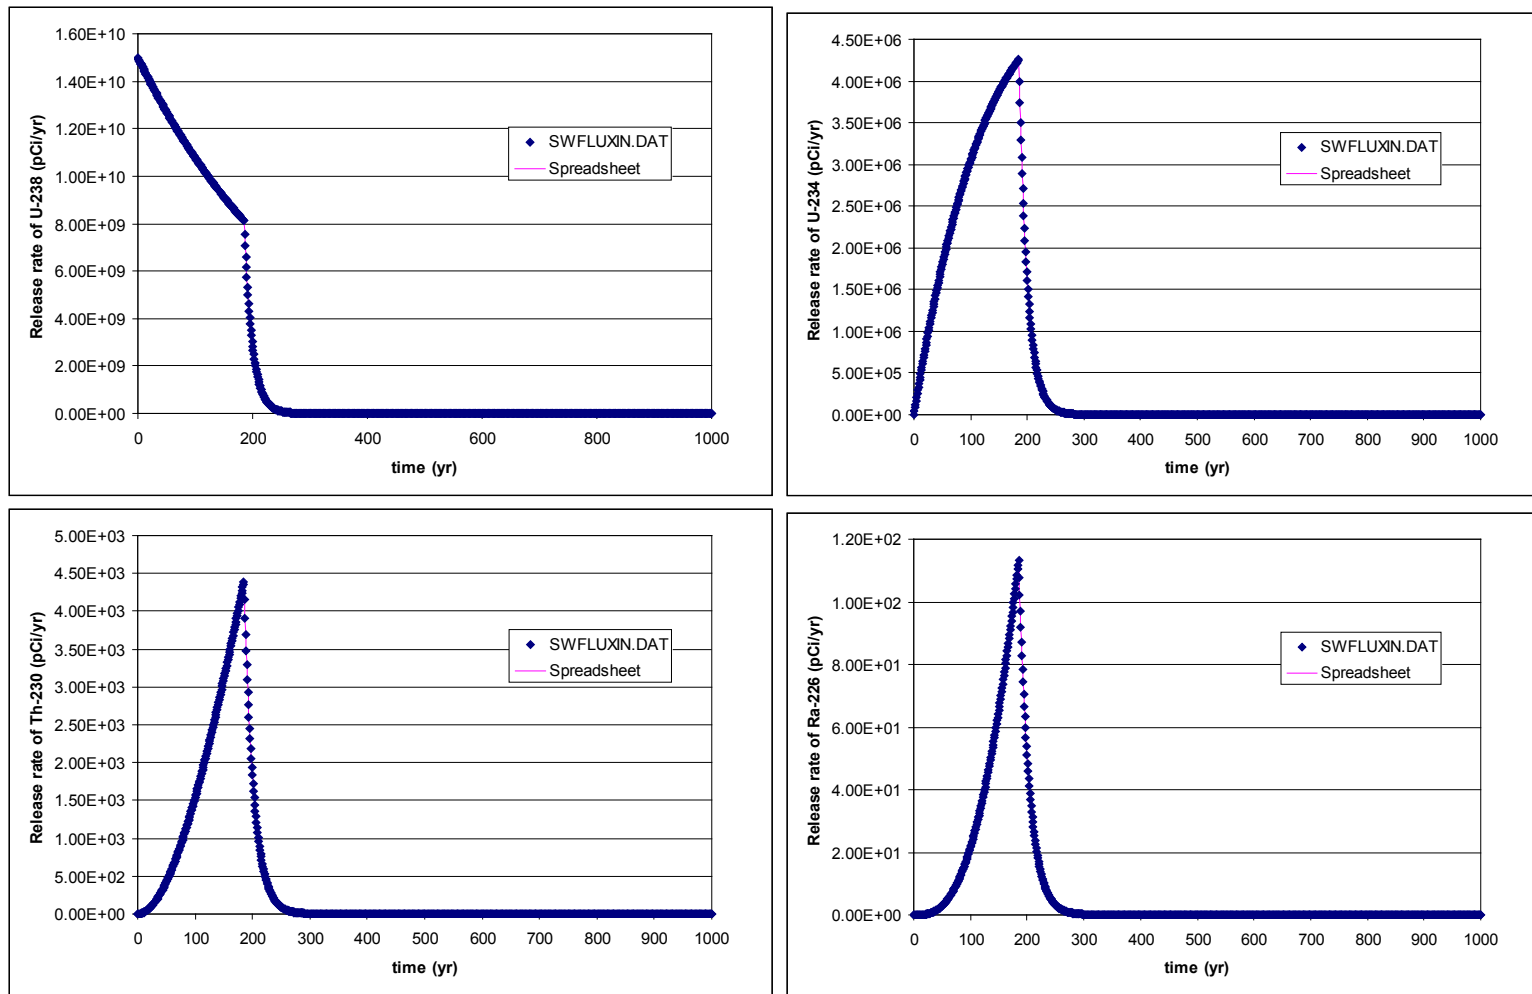 Release rate of U-238 (pCi/yr)
1.60E+10
1.40E+10
1.20E+10
1.00E+10
8.00E+09
6.00E+09
4.00E+09
2.00E+09
0.00E+00
0 200 400 600 800 1000
time (yr)
SWFLUXIN.DAT
Spreadsheet
Release rate of U-234 (pCi/yr)
4.50E+06
4.00E+06
3.50E+06
3.00E+06
2.50E+06
2.00E+06
1.50E+06
1.00E+06
5.00E+05
0.00E+00
0 100 200 300 400 500 600 700 800 900 1000
time (yr)
SWFLUXIN.DAT
Spreadsheet
Release rate of Th-230 (pCi/yr)
5.00E+03
4.50E+03
4.00E+03
3.50E+03
3.00E+03
2.50E+03
2.00E+03
1.50E+03
1.00E+03
5.00E+02
0.00E+00
0 100 200 300 400 500 600 700 800 900 1000
time (yr)
SWFLUXIN.DAT
Spreadsheet
Release rate of Ra-226 (pCi/yr)
1.20E+02
1.00E+02
8.00E+01
6.00E+01
4.00E+01
2.00E+01
0.00E+00
0 100 200 300 400 500 600 700 800 900 1000
time (yr)
SWFLUXIN.DAT
Spreadsheet